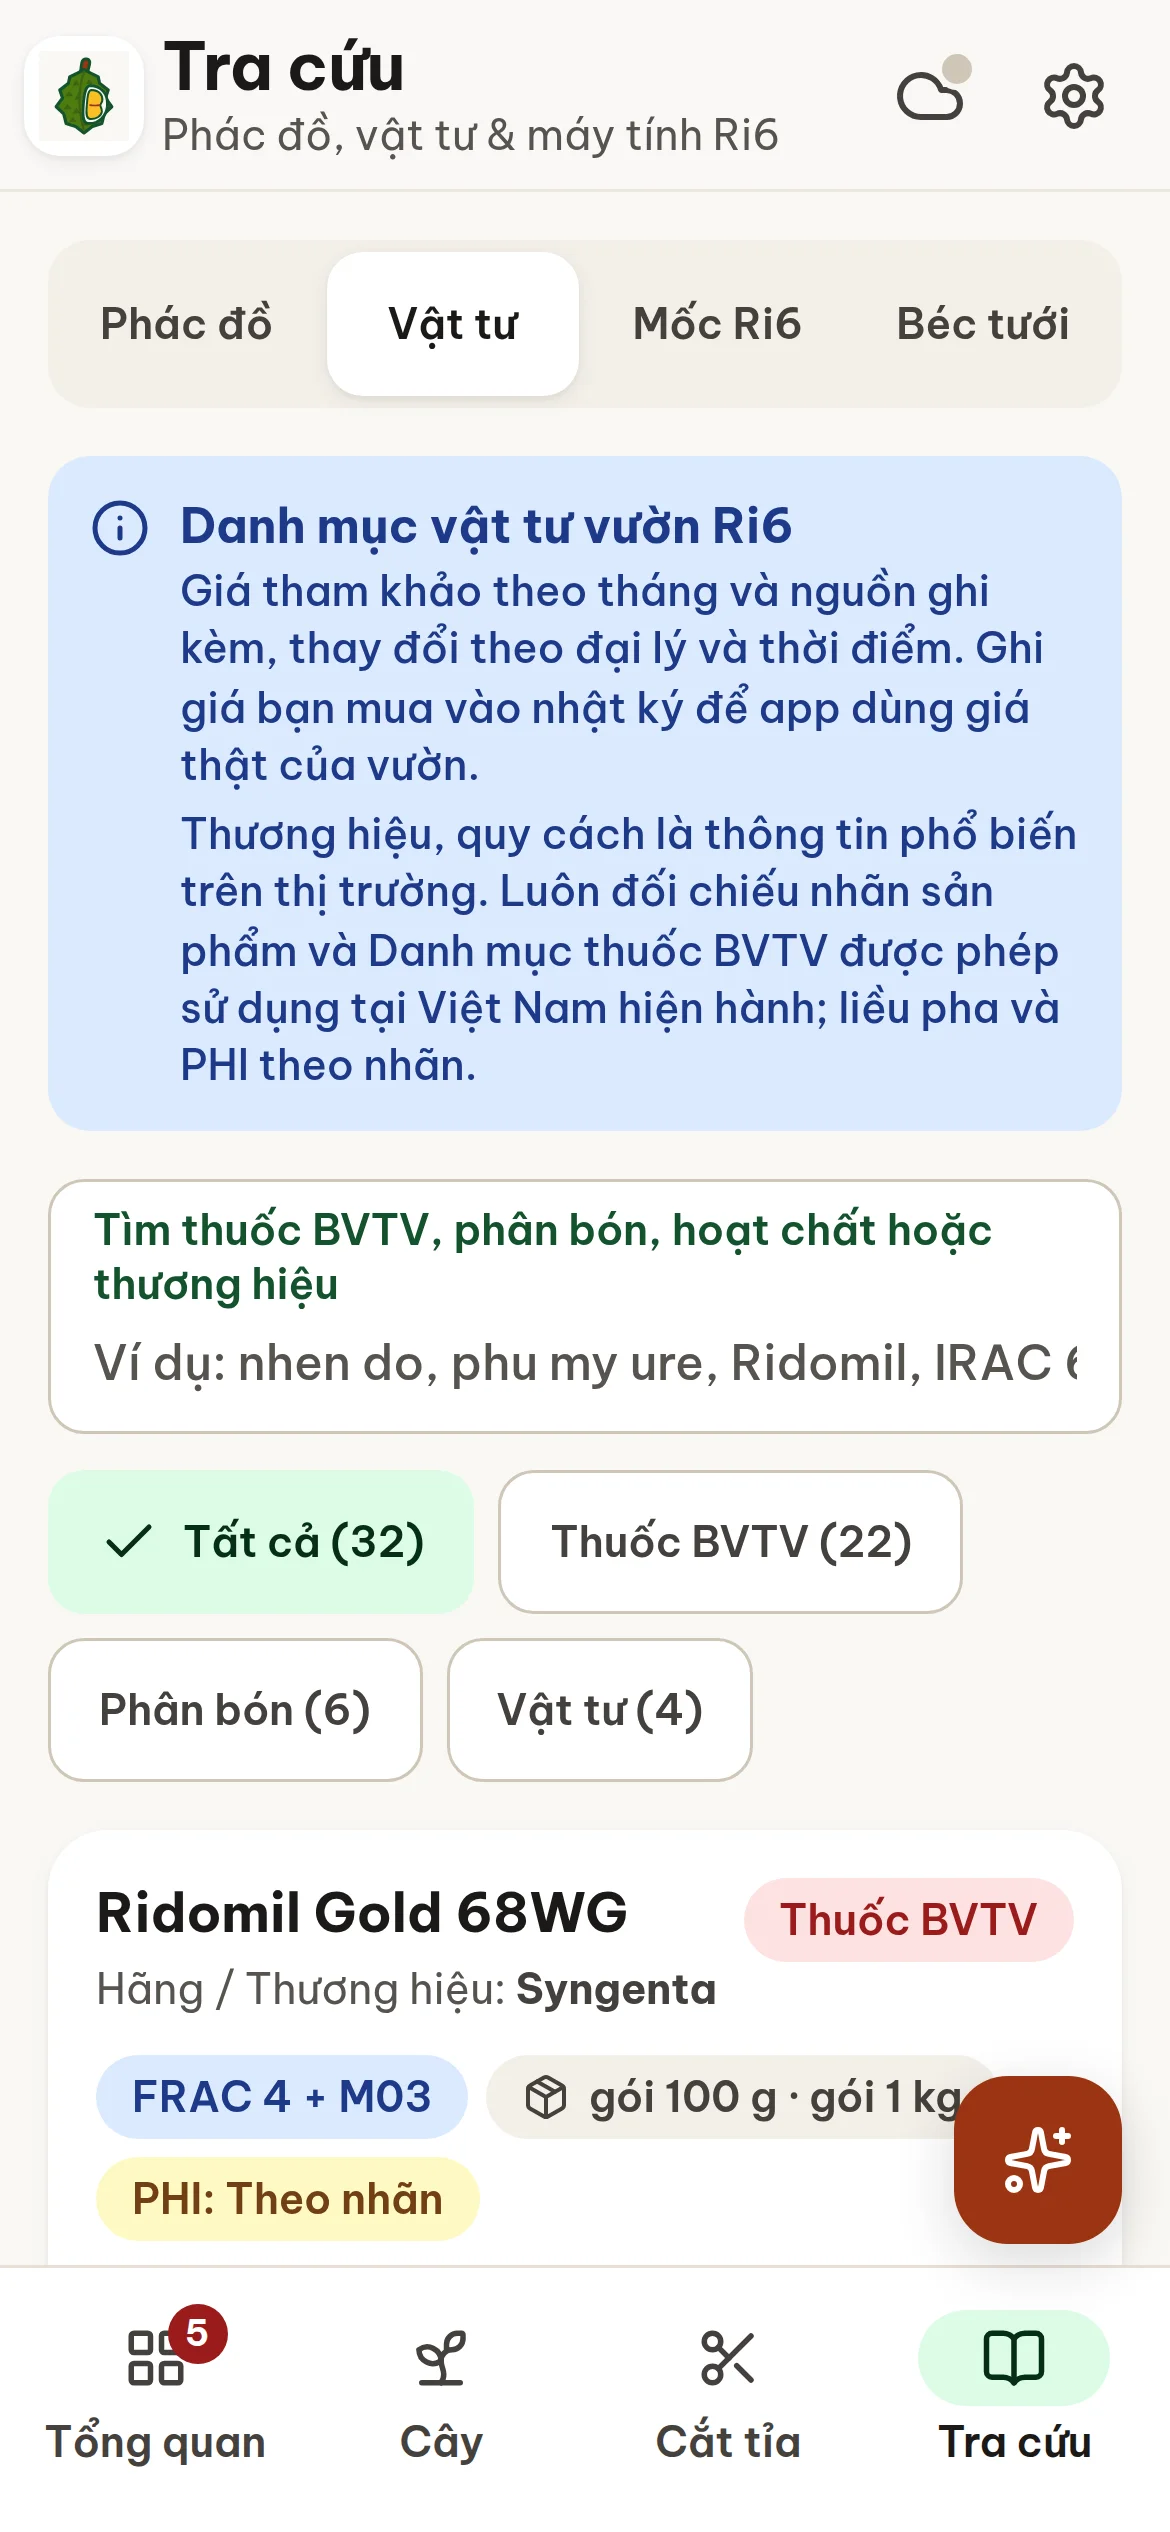 Tra cứu
Phác đồ, vật tư & máy tính Ri6
Phác đồ
Vật tư
Mốc Ri6
Béc tưới
Danh mục vật tư vườn Ri6
Giá tham khảo theo tháng và nguồn ghi
kèm, thay đổi theo đại lý và thời điểm. Ghi
giá bạn mua vào nhật ký để app dùng giá
thật của vườn.
Thương hiệu, quy cách là thông tin phổ biến
trên thị trường. Luôn đối chiếu nhãn sản
phẩm và Danh mục thuốc BVTV được phép
sử dụng tại Việt Nam hiện hành; liều pha và
PHI theo nhãn.
Tìm thuốc BVTV, phân bón, hoạt chất hoặc
thương hiệu
Ví dụ: nhen do, phu my ure, Ridomil, IRAC
Tất cả (32)
Thuốc BVTV (22)
Phân bón (6)
Vật tư (4)
Ridomil Gold 68WG
Thuốc BVTV
Hãng / Thương hiệu: Syngenta
FRAC 4 + M03
gói 100 g · gói 1 kg
PHI: Theo nhãn
5
Tổng quan
Cây
Cắt tỉa
Tra cứu